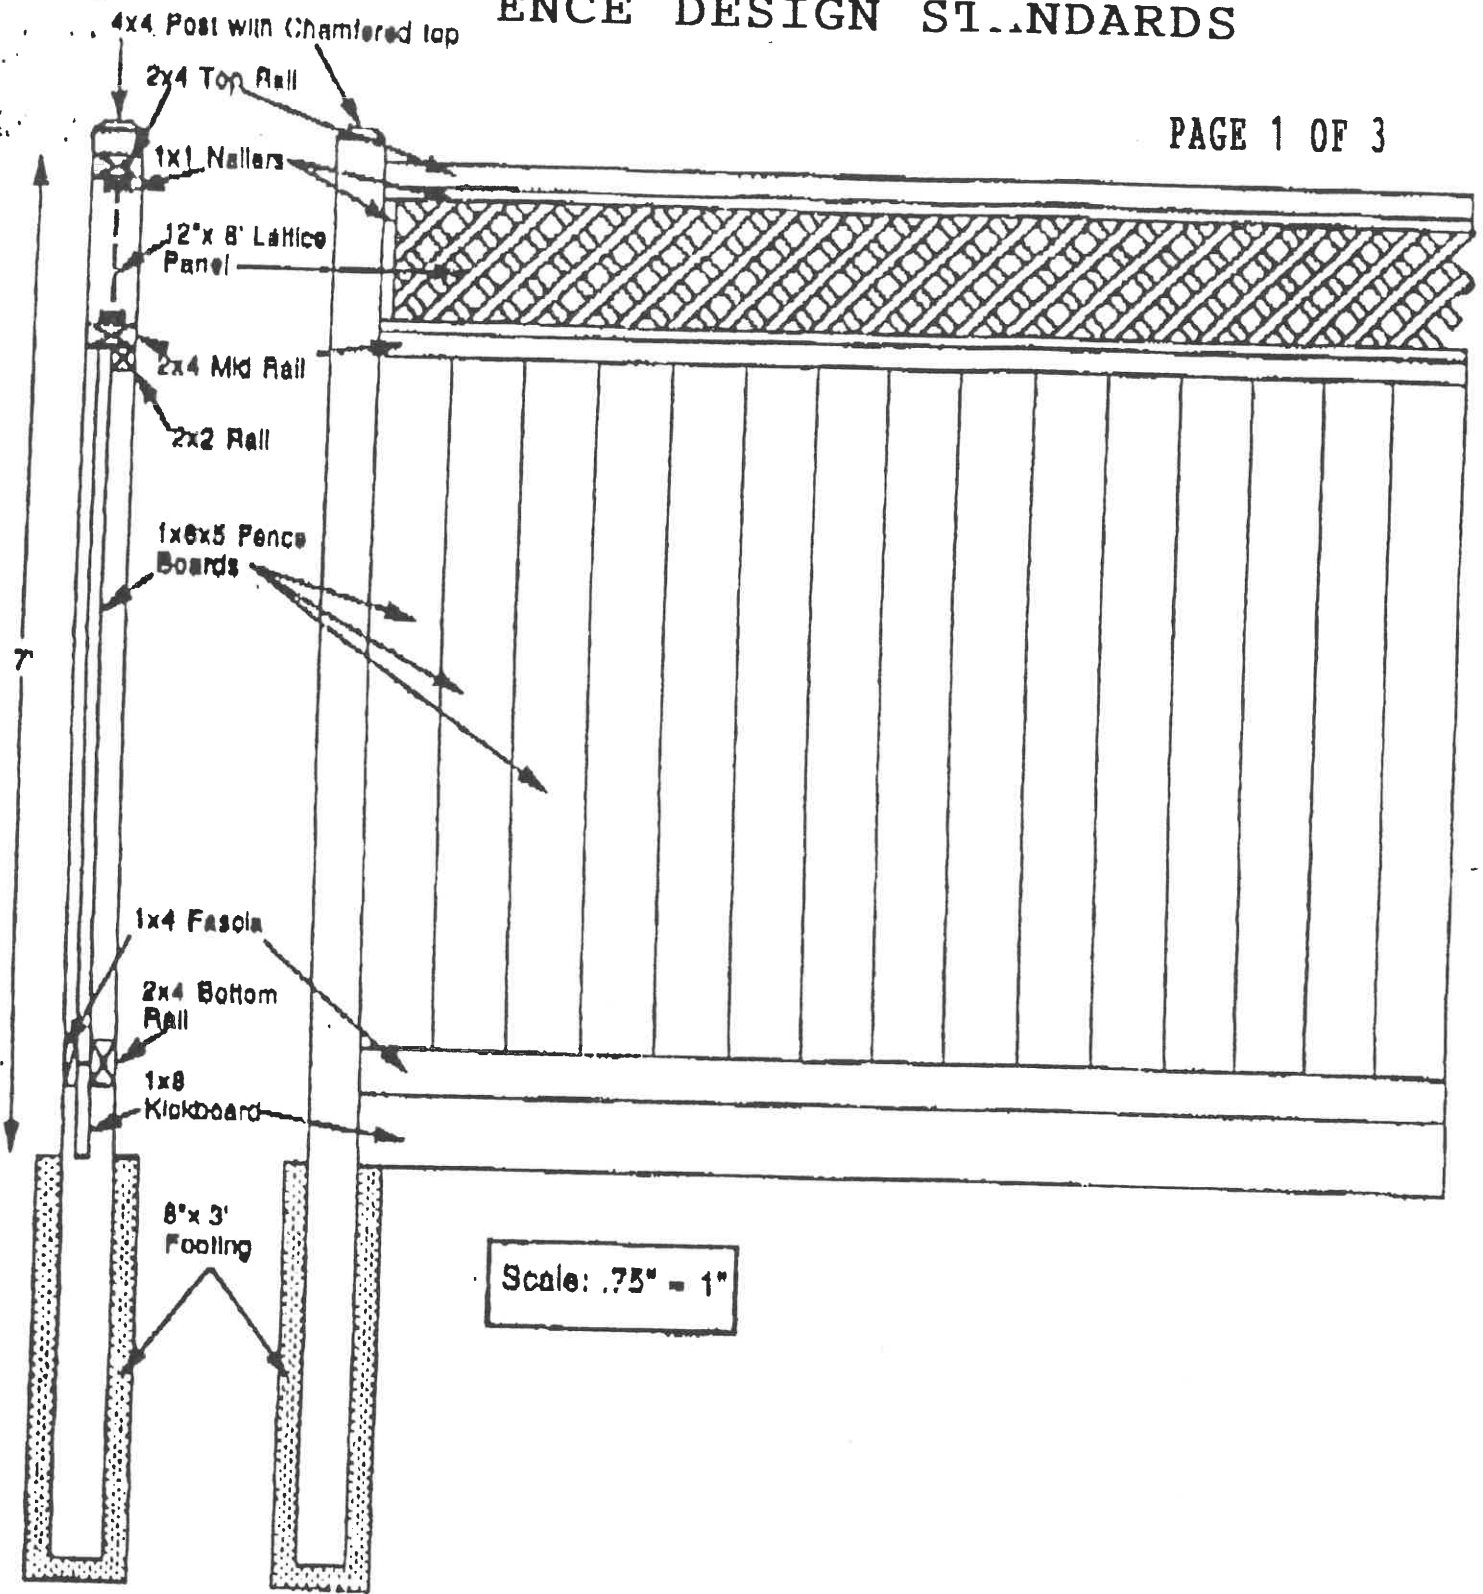 ENCE DESIGN ST..NDARDS
4x4 Post with Chamfered top
2x4 Top Rail
PAGE 1 OF 3
1x1 Nailers
12"x 8' Lattice
Panel
2x4 Mid Rail
2x2 Rail
1x6x5 Fence
Boards
7'
1x4 Fascia
2x4 Bottom
Rail
1x8
Kickboard
8"x 3'
Footing
Scale: .75" = 1"